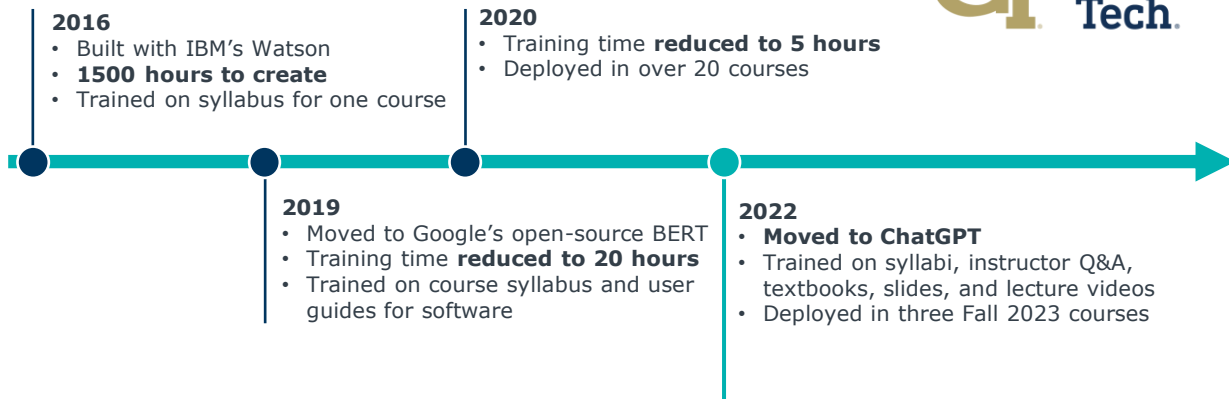 2016
• Built with IBM's Watson
• 1500 hours to create
• Trained on syllabus for one course
2020
• Training time reduced to 5 hours
• Deployed in over 20 courses
Tech.
2019
• Moved to Google's open-source BERT
• Training time reduced to 20 hours
• Trained on course syllabus and user
guides for software
2022
• Moved to ChatGPT
• Trained on syllabi, instructor Q&A,
textbooks, slides, and lecture videos
• Deployed in three Fall 2023 courses